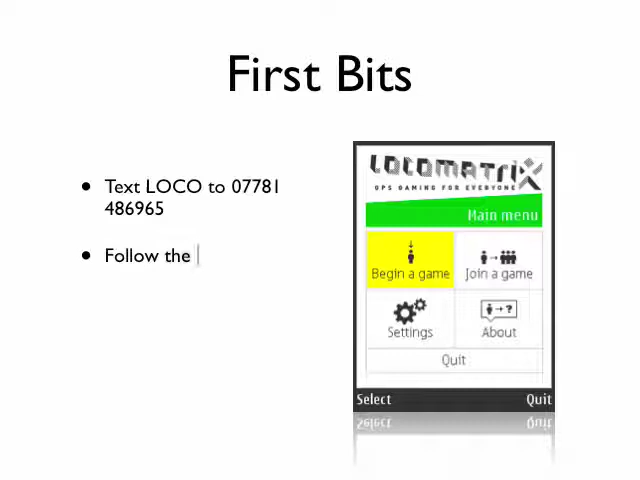 First Bits
• Text LOCO to 07781
486965
• Follow the
LOCOMATRIX
GPS GAMING FOR EVERYONE
Main menu
Begin a game
Join a game
Settings
About
Quit
Select
Quit